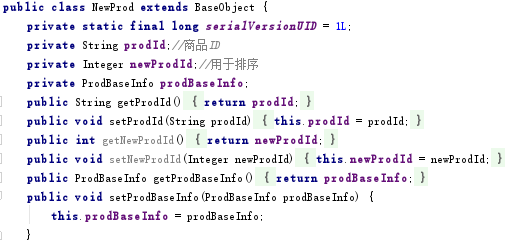 public class NewProd extends BaseObject {
    private static final long serialVersionUID = 1L;
    private String prodId;//商品ID
    private Integer newProdId;//用于排序
    private ProdBaseInfo prodBaseInfo;
    public String getProdId() { return prodId; }
    public void setProdId(String prodId) { this.prodId = prodId; }
    public int getNewProdId() { return newProdId; }
    public void setNewProdId(Integer newProdId) { this.newProdId = newProdId; }
    public ProdBaseInfo getProdBaseInfo() { return prodBaseInfo; }
    public void setProdBaseInfo(ProdBaseInfo prodBaseInfo) {
        this.prodBaseInfo = prodBaseInfo;
    }